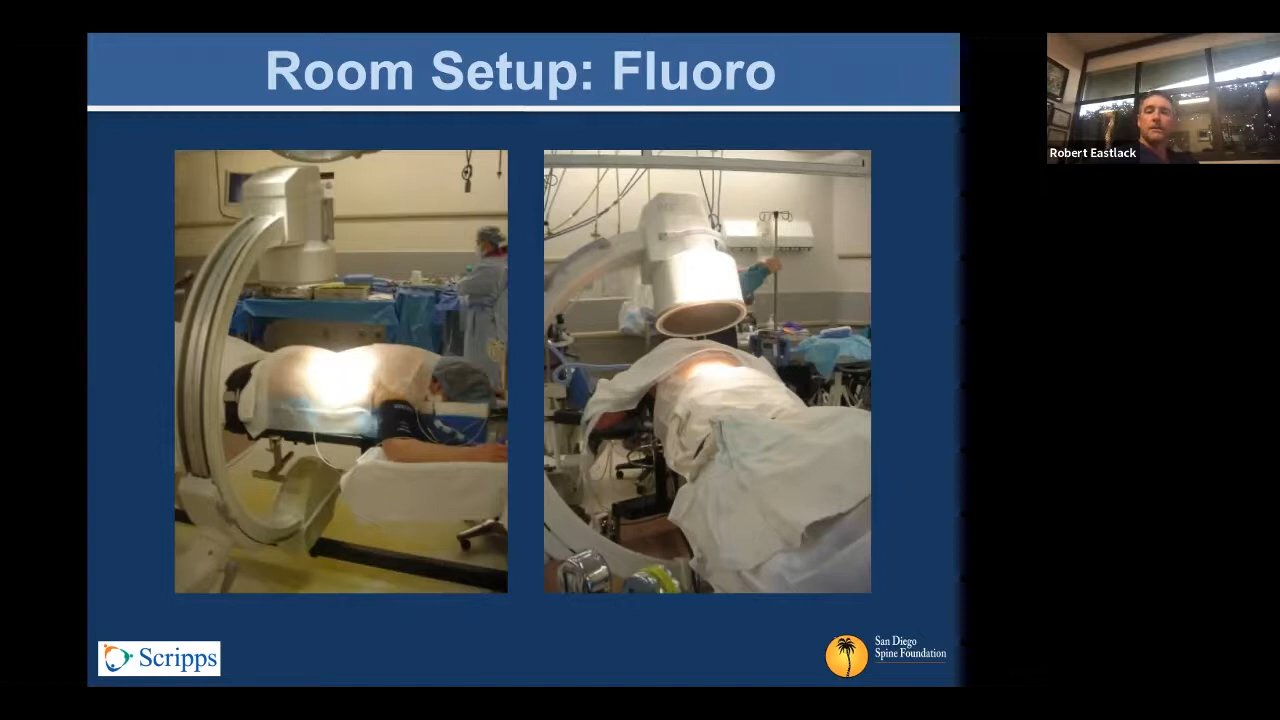 Room Setup: Fluoro
Robert Eastlack
Scripps
San Diego
Spine Foundation